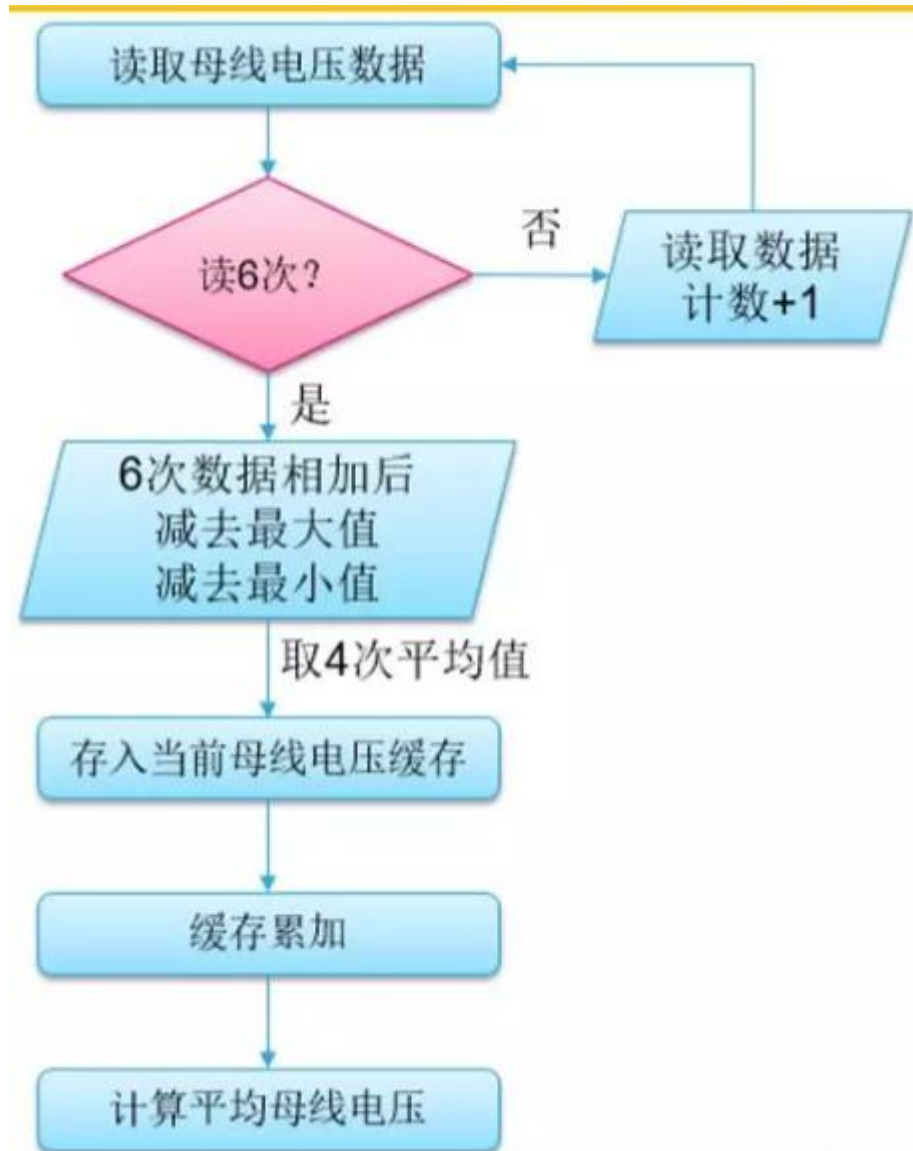 读取母线电压数据
读6次?
否
读取数据
计数+1
是
6次数据相加后
减去最大值
减去最小值
取4次平均值
存入当前母线电压缓存
缓存累加
计算平均母线电压